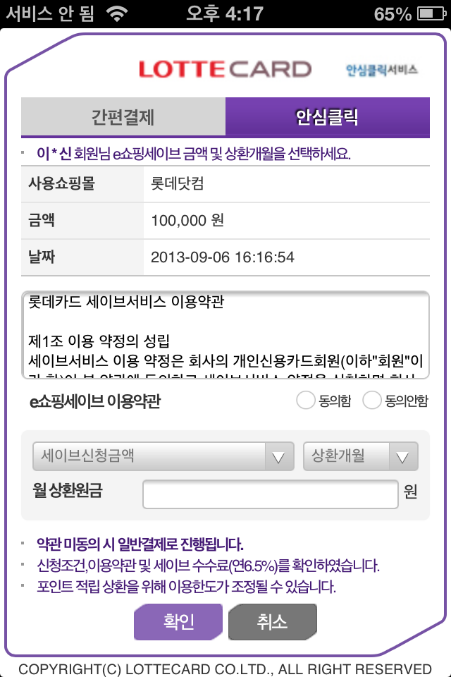 서비스 안 됨 오후 4:17 65%
LOTTE CARD 안심클릭서비스
간편결제 안심클릭
이 * 신 회원님 e쇼핑세이브 금액 및 상환개월을 선택하세요.
사용쇼핑몰 롯데닷컴
금액 100,000 원
날짜 2013-09-06 16:16:54
롯데카드 세이브서비스 이용약관
제1조 이용 약정의 성립
세이브서비스 이용 약정은 회사의 개인신용카드회원(이하"회원"이
e쇼핑세이브 이용약관 동의함 동의안함
세이브신청금액 상환개월
월 상환원금 원
약관 미동의 시 일반결제로 진행됩니다.
신청조건,이용약관 및 세이브 수수료(연6.5%)를 확인하였습니다.
포인트 적립 상환을 위해 이용한도가 조정될 수 있습니다.
확인 취소
COPYRIGHT(C) LOTTECARD CO.LTD., ALL RIGHT RESERVED